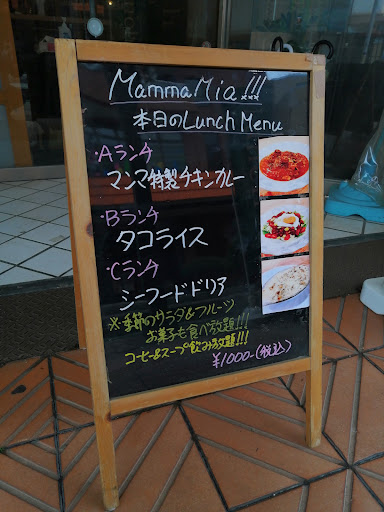 Mamma Mia!!!
本日のLunch Menu
・Aランチ
マンマ特製チキンカレー
・Bランチ
タコライス
・Cランチ
シーフードドリア
※季節のサラダ&フルーツ
お菓子も食べ放題!!!
コーヒー&スープ飲み放題!!!
¥1000-(税込)